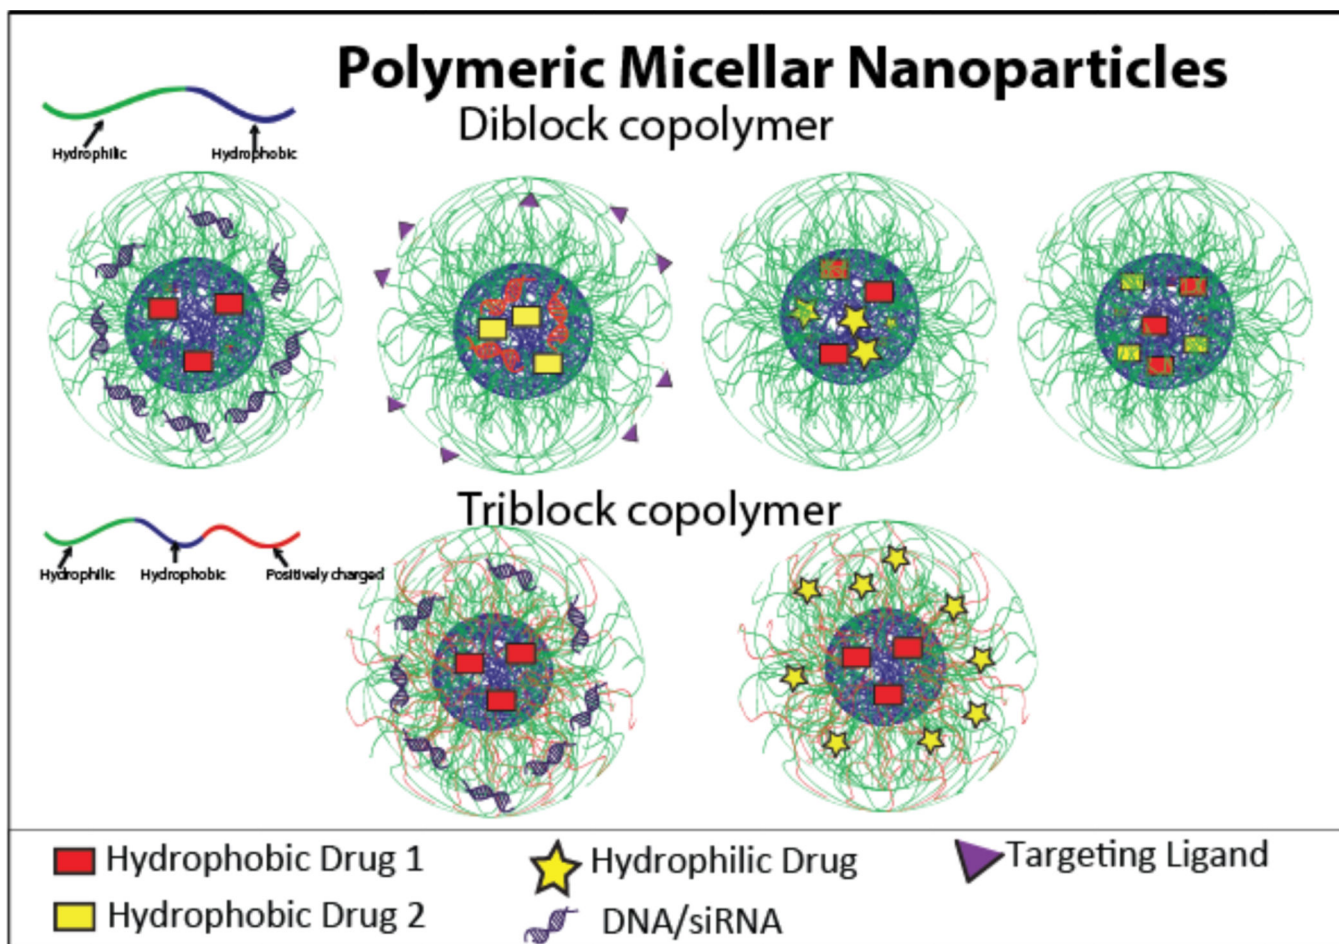 Polymeric Micellar Nanoparticles
Diblock copolymer
Hydrophilic
Hydrophobic
Triblock copolymer
Hydrophilic
Hydrophobic
Positively charged
Hydrophobic Drug 1
Hydrophilic Drug
Targeting Ligand
Hydrophobic Drug 2
DNA/siRNA